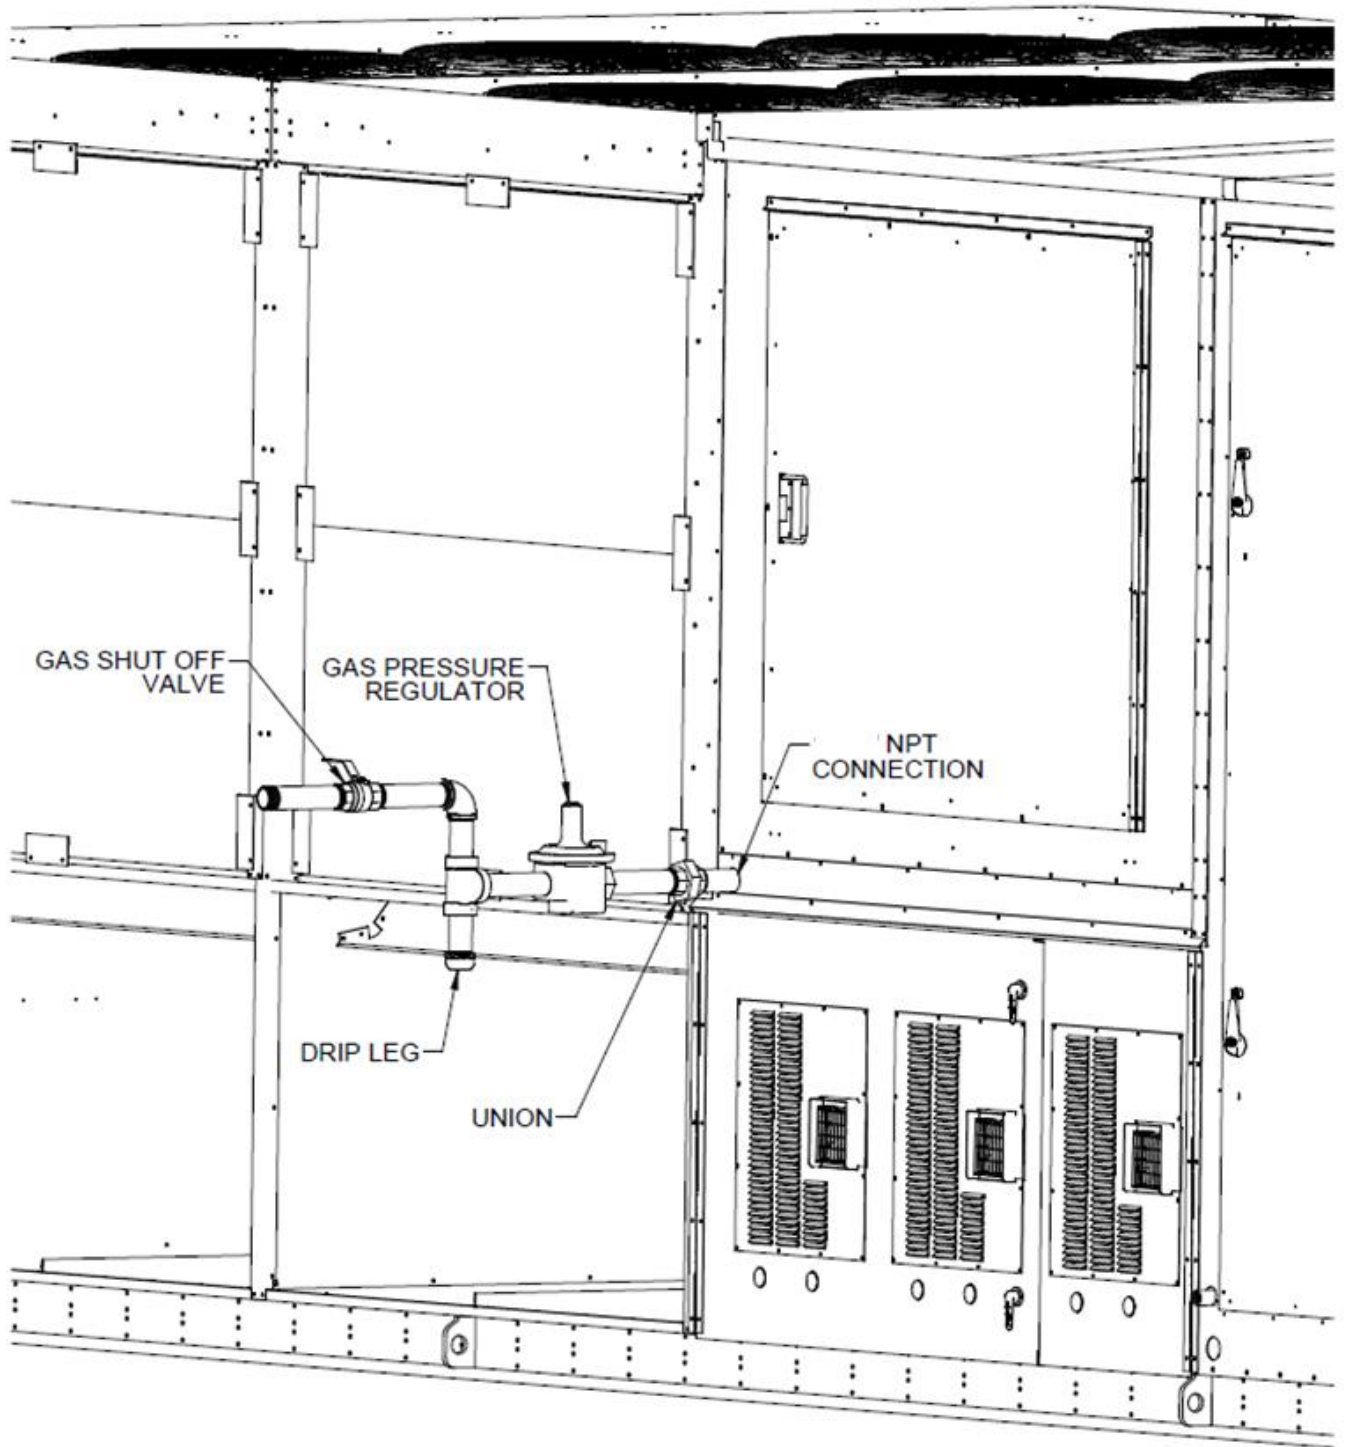 GAS SHUT OFF
VALVE
GAS PRESSURE
REGULATOR
NPT
CONNECTION
DRIP LEG
UNION